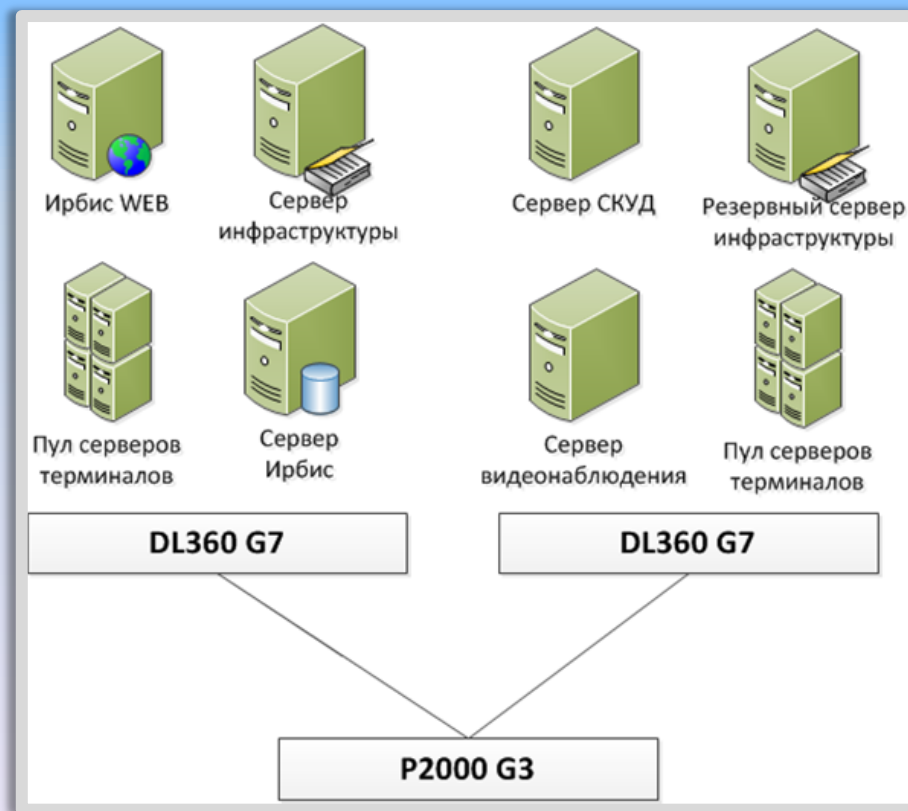 Ирбис WEB
Сервер
инфраструктуры
Сервер СКУД
Резервный сервер
инфраструктуры
Пул серверов
терминалов
Сервер
Ирбис
Сервер
видеонаблюдения
Пул серверов
терминалов
DL360 G7
DL360 G7
P2000 G3